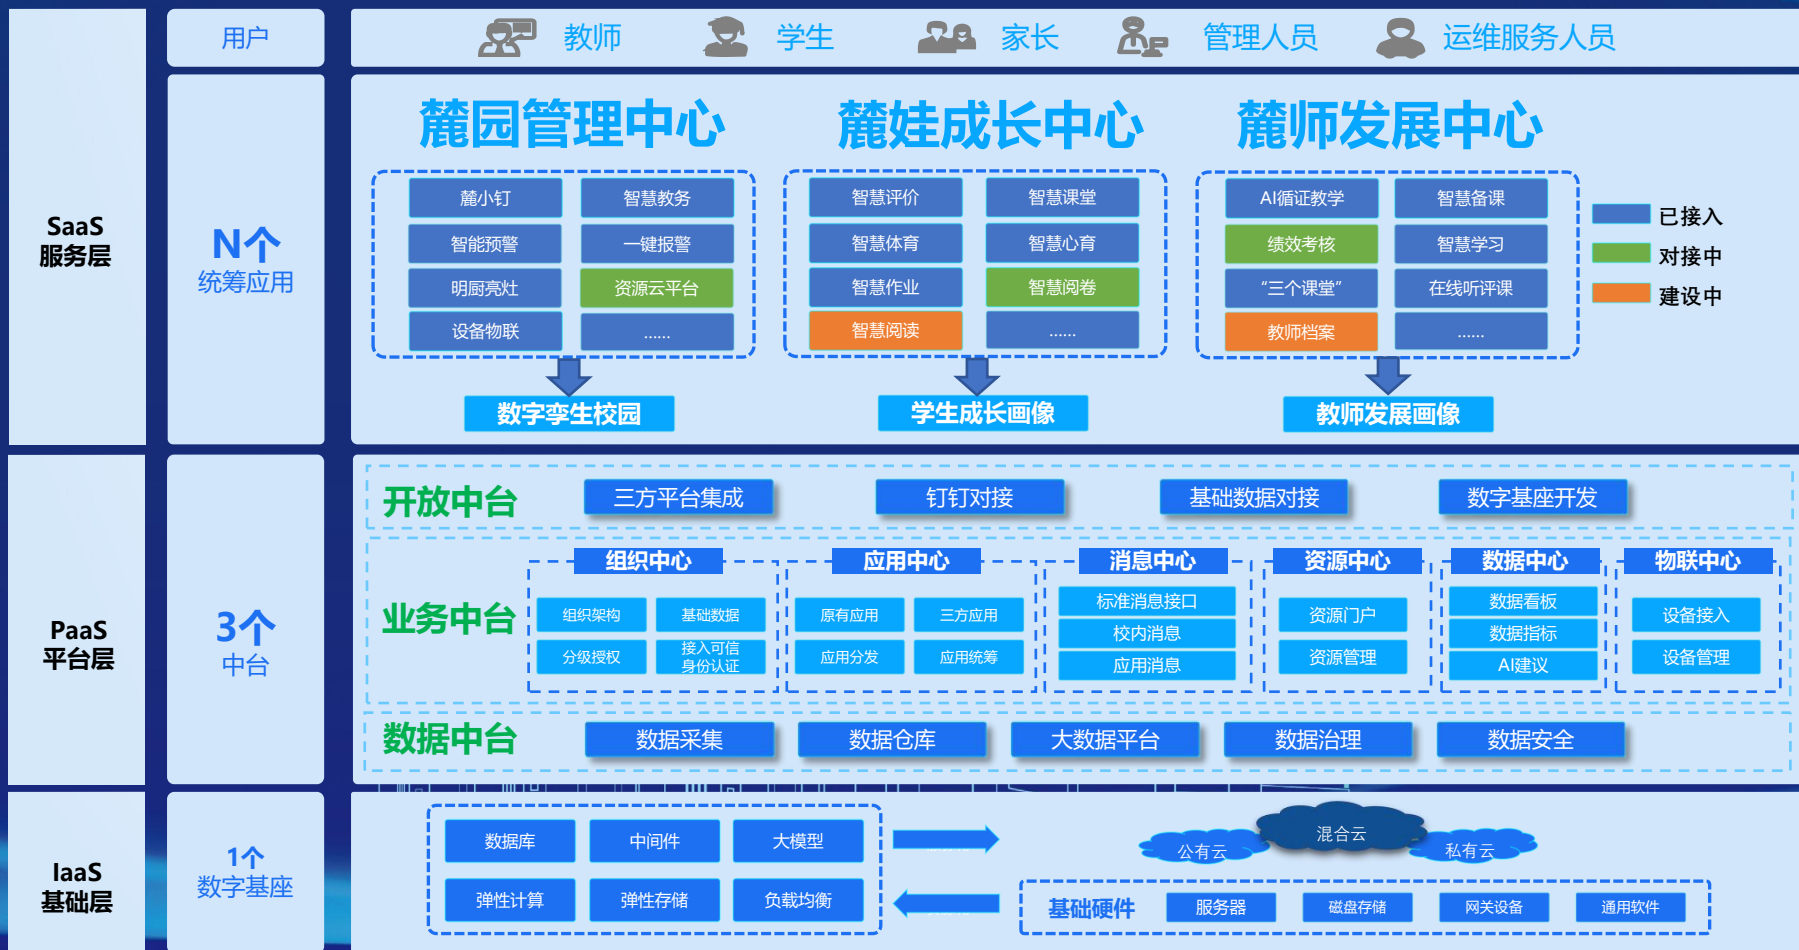 用户
教师
学生
家长
管理人员
运维服务人员
SaaS
服务层
N个
统筹应用
麓园管理中心
麓娃成长中心
麓师发展中心
麓小钉
智慧教务
智能预警
一键报警
明厨亮灶
资源云平台
设备物联
……
数字孪生校园
智慧评价
智慧课堂
智慧体育
智慧心育
智慧作业
智慧阅卷
智慧阅读
……
学生成长画像
AI循证教学
智慧备课
绩效考核
智慧学习
“三个课堂”
在线听评课
教师档案
……
教师发展画像
已接入
对接中
建设中
PaaS
平台层
3个
中台
开放中台
三方平台集成
钉钉对接
基础数据对接
数字基座开发
业务中台
组织中心
组织架构
基础数据
分级授权
接入可信
身份认证
应用中心
原有应用
三方应用
应用分发
应用统筹
消息中心
标准消息接口
校内消息
应用消息
资源中心
资源门户
资源管理
数据中心
数据看板
数据指标
AI建议
物联中心
设备接入
设备管理
数据中台
数据采集
数据仓库
大数据平台
数据治理
数据安全
IaaS
基础层
1个
数字基座
数据库
中间件
大模型
弹性计算
弹性存储
负载均衡
公有云
混合云
私有云
基础硬件
服务器
磁盘存储
网关设备
通用软件